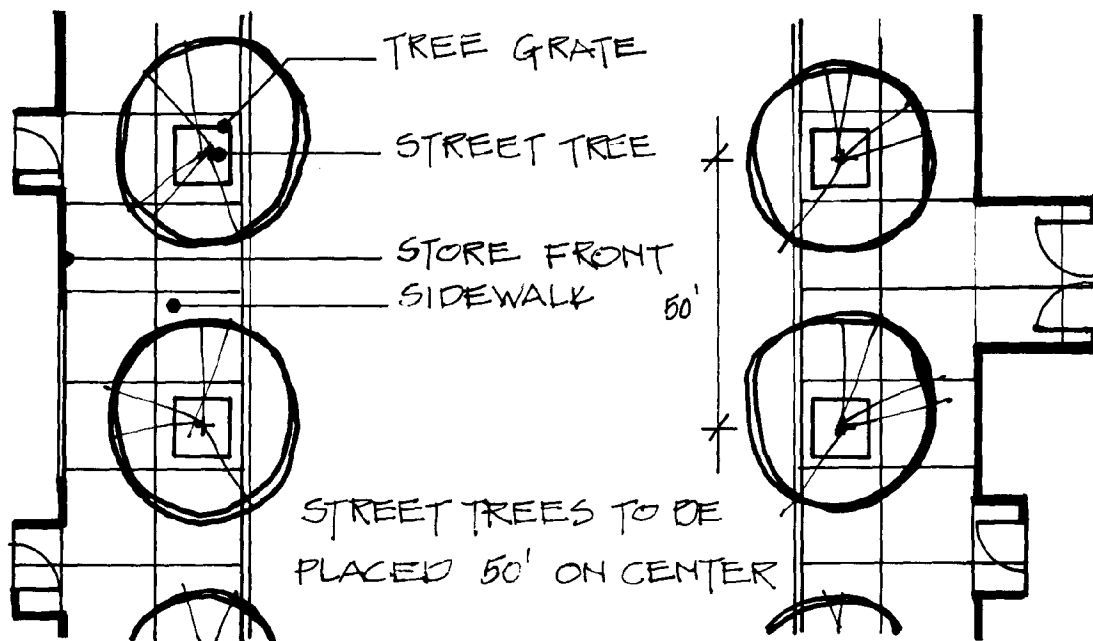 TREE GRATE
STREET TREE
STORE FRONT
SIDEWALK
50'
STREET TREES TO BE
PLACED 50' ON CENTER